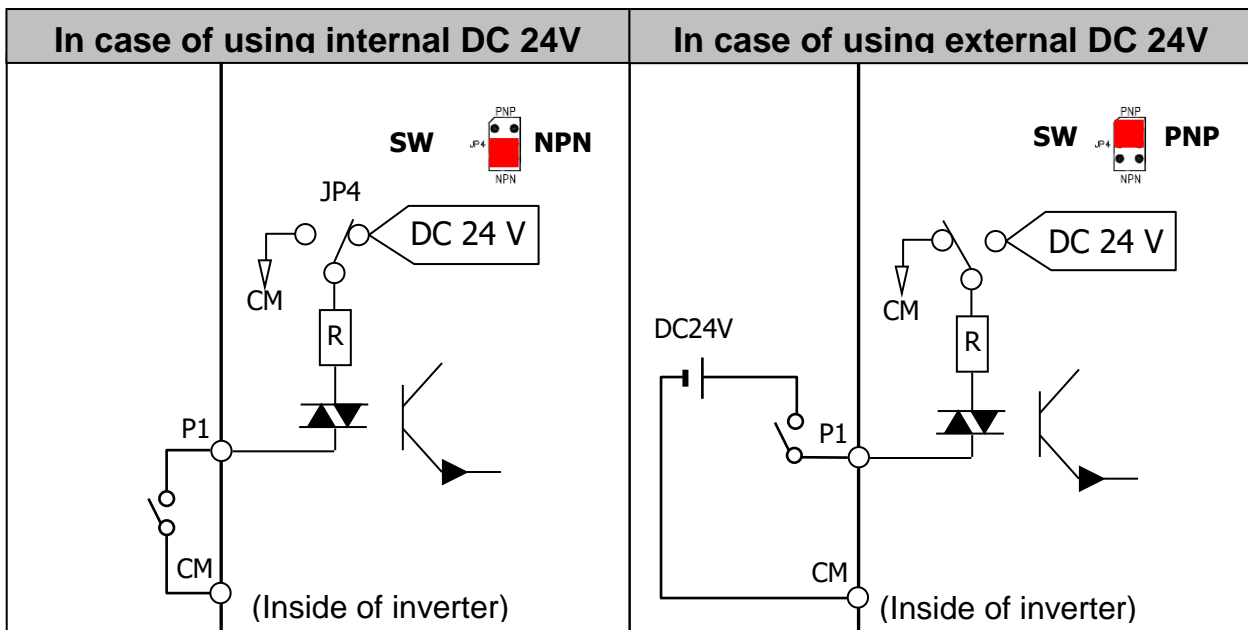 In case of using internal DC 24V
In case of using external DC 24V
PNP
SW
JP4
NPN
NPN
JP4
DC 24 V
CM
R
P1
CM
(Inside of inverter)
PNP
SW
JP4
PNP
NPN
DC 24 V
CM
DC24V
R
P1
CM
(Inside of inverter)